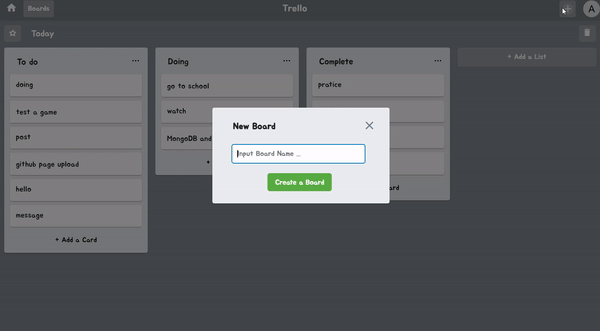 Boards
Trello
A
Today
To do
doing
test a game
post
github page upload
hello
message
+ Add a Card
Doing
go to school
watch
MongoDB and
+
Complete
pratice
ard
+ Add a List
New Board
Input Board Name ...
Create a Board